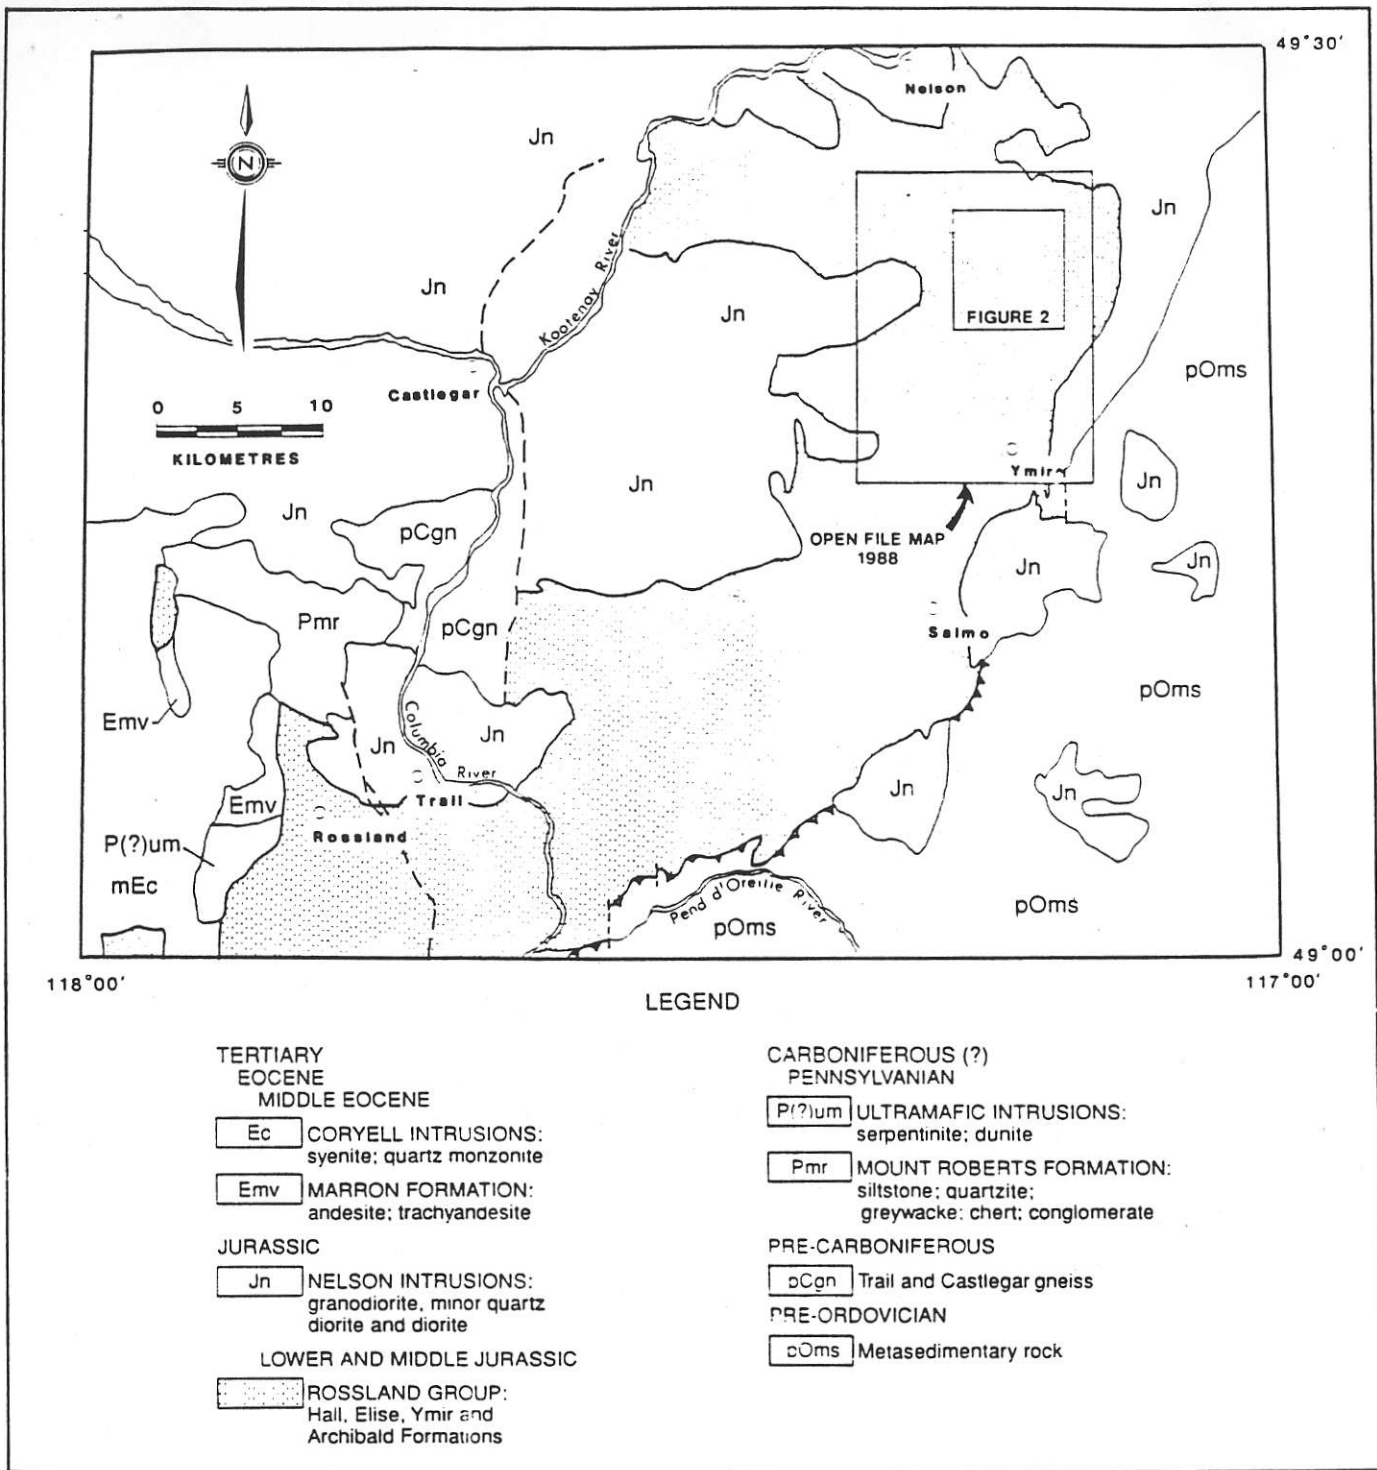 49°30'
Nelson
N
Jn
Jn
Jn
Kootenay River
Jn
FIGURE 2
pOms
Castlegar
0 5 10
KILOMETRES
Ymir
Jn
Jn
Jn
pCgn
OPEN FILE MAP
1988
Jn
Jn
Pmr
pCgn
Salmo
pOms
Emv
Jn
Columbia River
Jn
Jn
Jn
Emv
Trail
Rossland
P(?)um
mEc
Pend d'Oreille River
pOms
pOms
49°00'
118°00'
117°00'
LEGEND
TERTIARY
EOCENE
MIDDLE EOCENE
Ec CORYELL INTRUSIONS:
syenite; quartz monzonite
Emv MARRON FORMATION:
andesite; trachyandesite
JURASSIC
Jn NELSON INTRUSIONS:
granodiorite, minor quartz
diorite and diorite
LOWER AND MIDDLE JURASSIC
ROSSLAND GROUP:
Hall, Elise, Ymir and
Archibald Formations
CARBONIFEROUS (?)
PENNSYLVANIAN
P(?)um ULTRAMAFIC INTRUSIONS:
serpentinite; dunite
Pmr MOUNT ROBERTS FORMATION:
siltstone; quartzite;
greywacke; chert; conglomerate
PRE-CARBONIFEROUS
pCgn Trail and Castlegar gneiss
PRE-ORDOVICIAN
pOms Metasedimentary rock